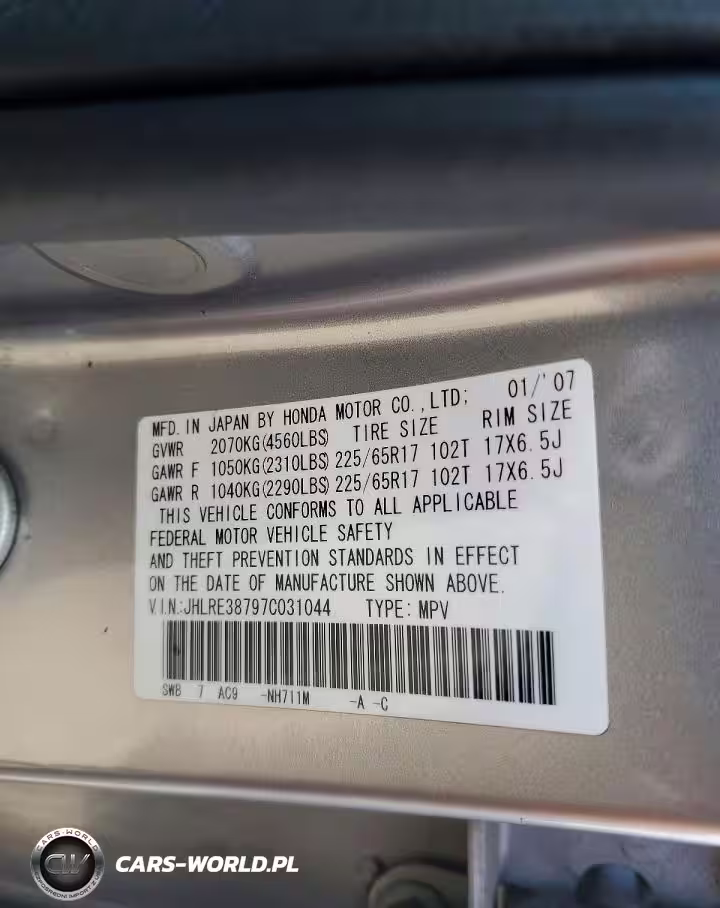 MFD. IN JAPAN BY HONDA MOTOR CO.,LTD; 01/'07
GVWR 2070KG(4560LBS) TIRE SIZE RIM SIZE
GAWR F 1050KG(2310LBS) 225/65R17 102T 17X6.5J
GAWR R 1040KG(2290LBS) 225/65R17 102T 17X6.5J
THIS VEHICLE CONFORMS TO ALL APPLICABLE
FEDERAL MOTOR VEHICLE SAFETY
AND THEFT PREVENTION STANDARDS IN EFFECT
ON THE DATE OF MANUFACTURE SHOWN ABOVE.
V.I.N.:JHLRE38797C031044 TYPE: MPV
SWB 7 AC9 -NH711M -A -C
CARS-WORLD
CW
CARS-WORLD.PL